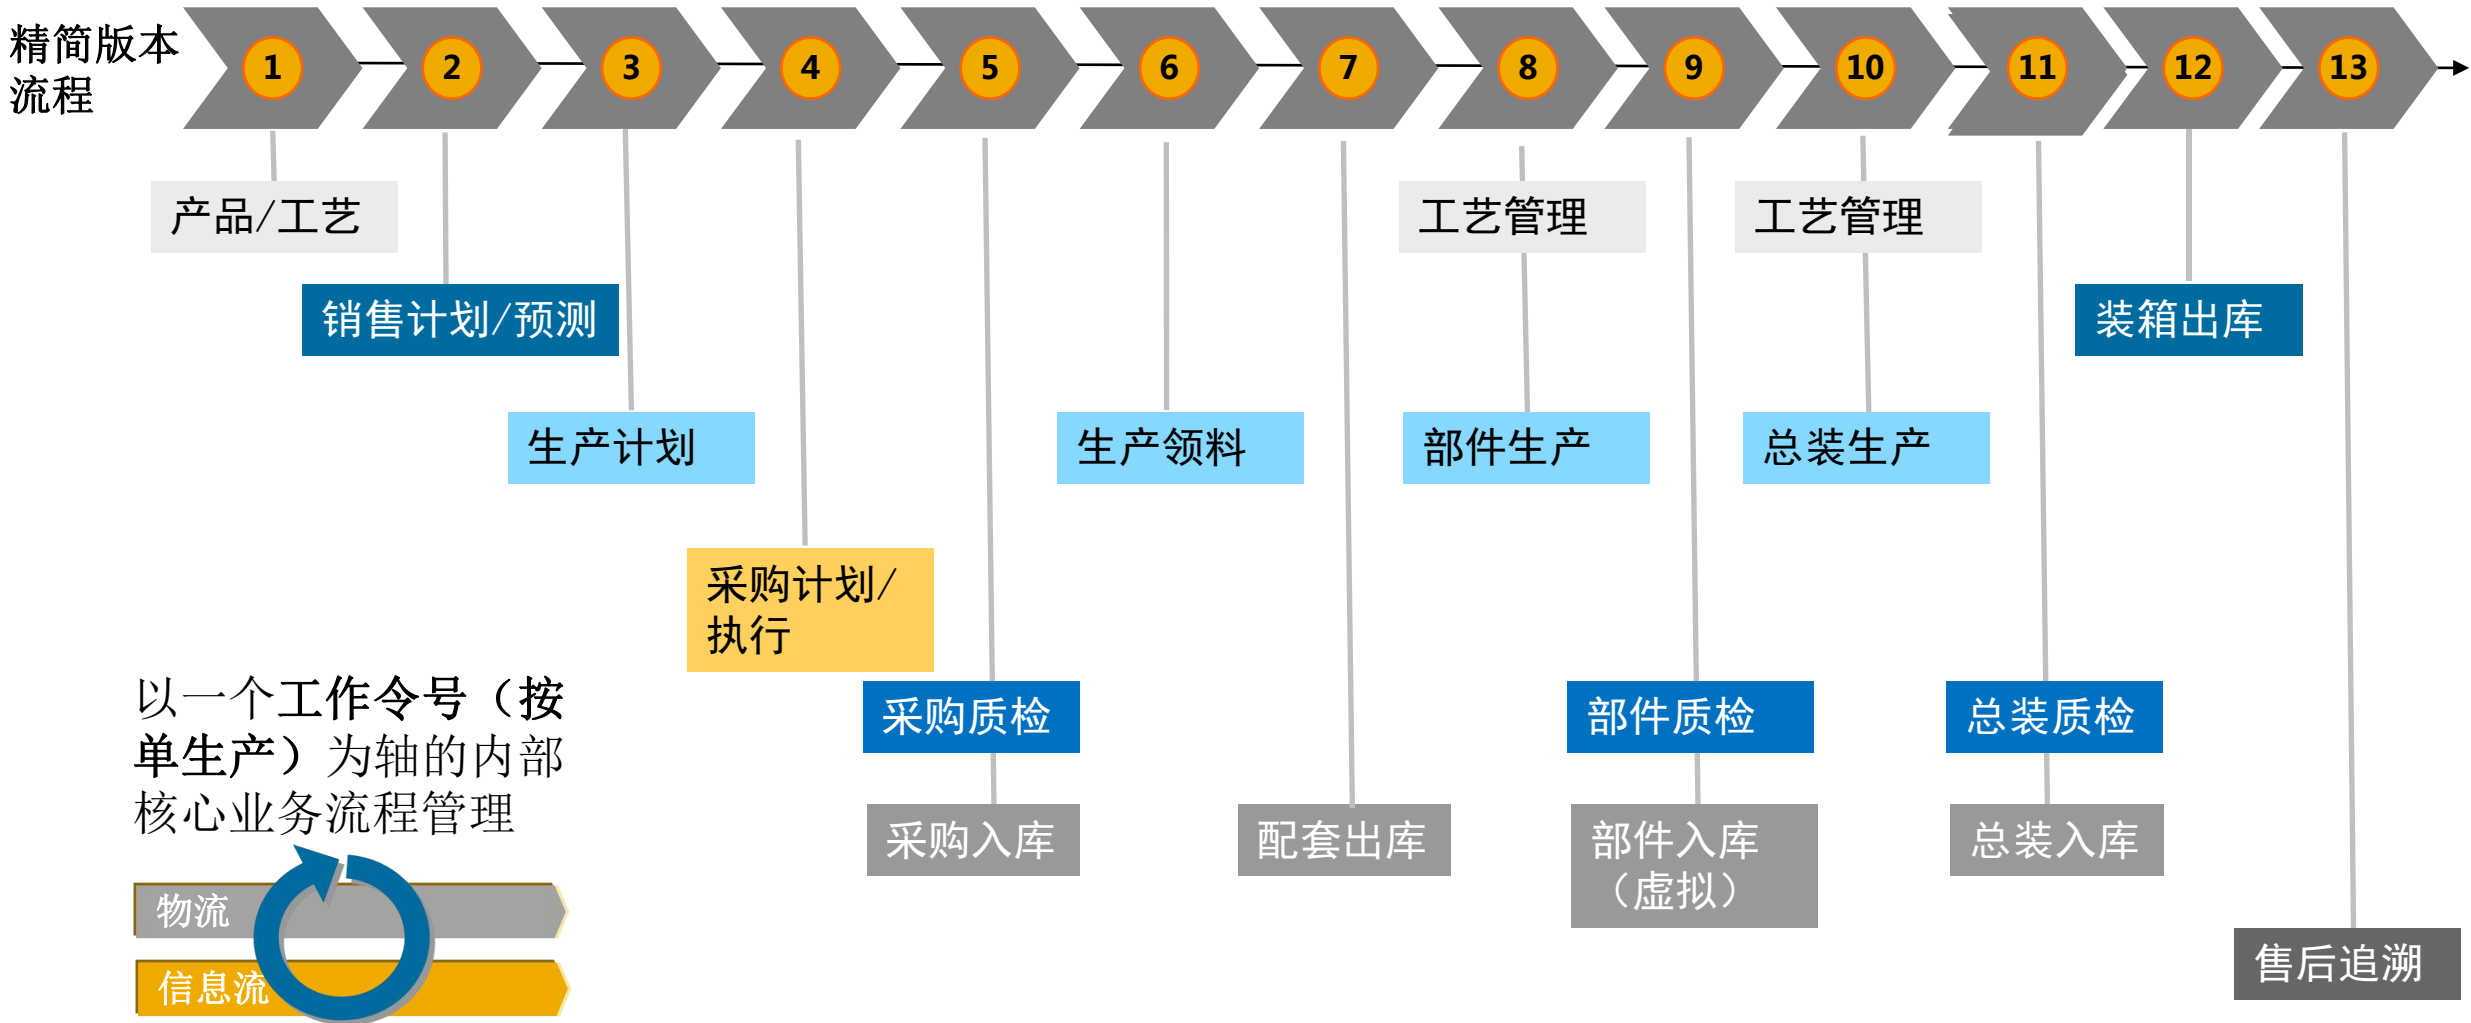 精简版本
流程
1
2
3
4
5
6
7
8
9
10
11
12
13
产品/工艺
工艺管理
工艺管理
销售计划/预测
装箱出库
生产计划
生产领料
部件生产
总装生产
采购计划/
执行
采购质检
部件质检
总装质检
采购入库
配套出库
部件入库
（虚拟）
总装入库
售后追溯
以一个工作令号（按
单生产）为轴的内部
核心业务流程管理
物流
信息流